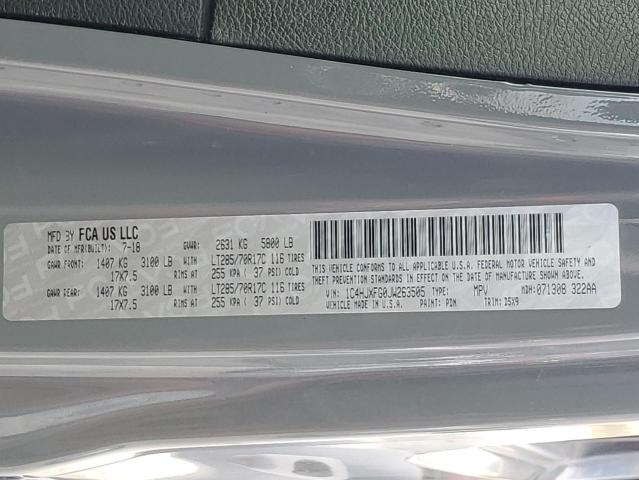 MFD BY FCA US LLC
DATE OF MFR(BUILT): 7-18 GVWR: 2631 KG 5800 LB
GAWR FRONT: 1407 KG 3100 LB WITH LT285/70R17C 116 TIRES
17X7.5 RIMS AT 255 KPA ( 37 PSI) COLD
GAWR REAR: 1407 KG 3100 LB WITH LT285/70R17C 116 TIRES
17X7.5 RIMS AT 255 KPA ( 37 PSI) COLD
THIS VEHICLE CONFORMS TO ALL APPLICABLE U.S.A. FEDERAL MOTOR VEHICLE
SAFETY, BUMPER, AND THEFT PREVENTION STANDARDS IN
EFFECT ON THE DATE OF MANUFACTURE SHOWN ABOVE.
VIN: 1C4HJXFG0JW263505 TYPE: MPV MDH: 071308 322AA
VEHICLE MADE IN U.S.A. PAINT: PDN TRIM: D5X9